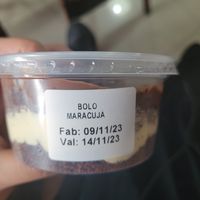 BOLO
MARACUJA
Fab: 09/11/23
Val: 14/11/23